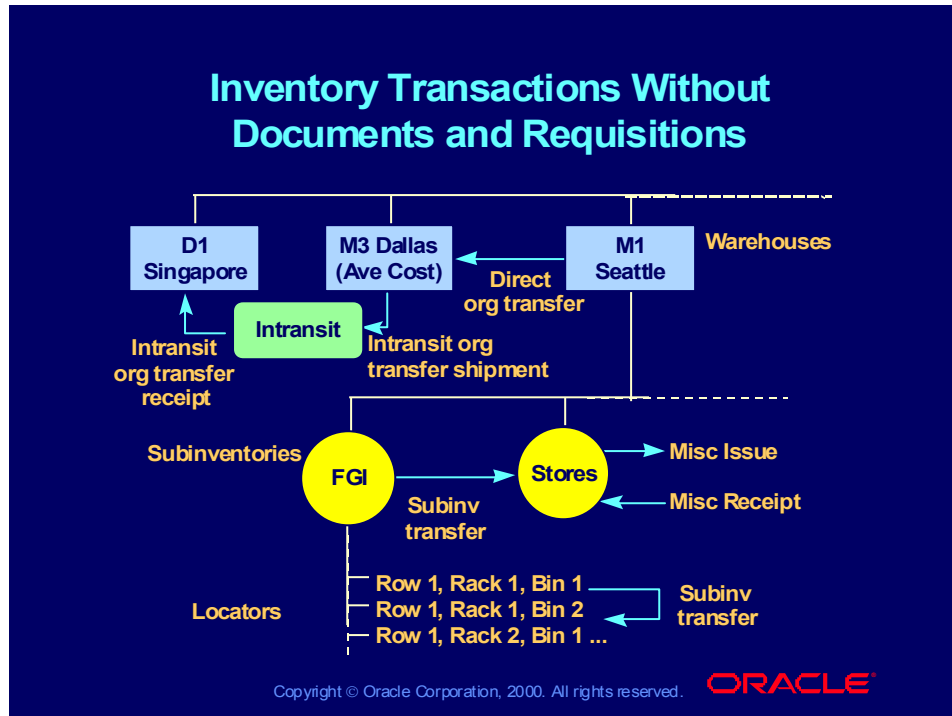 Inventory Transactions Without
Documents and Requisitions
D1
Singapore
M3 Dallas
(Ave Cost)
M1
Seattle
Warehouses
Direct
org transfer
Intransit
Intransit
org transfer
receipt
Intransit org
transfer shipment
Subinventories
FGI
Stores
Misc Issue
Misc Receipt
Subinv
transfer
Locators
Row 1, Rack 1, Bin 1
Row 1, Rack 1, Bin 2
Row 1, Rack 2, Bin 1 ...
Subinv
transfer
Copyright © Oracle Corporation, 2000. All rights reserved.
ORACLE®